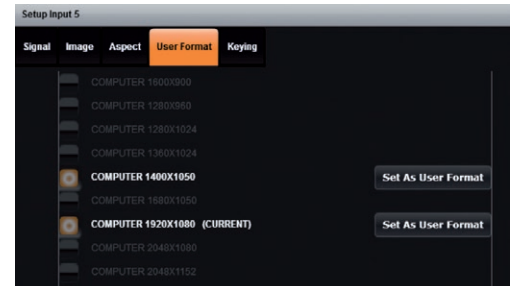 Setup Input 5
Signal Image Aspect User Format Keying
COMPUTER 1600X900
COMPUTER 1280X960
COMPUTER 1280X1024
COMPUTER 1360X1024
COMPUTER 1400X1050 Set As User Format
COMPUTER 1680X1050
COMPUTER 1920X1080 (CURRENT) Set As User Format
COMPUTER 2048X1080
COMPUTER 2048X1152